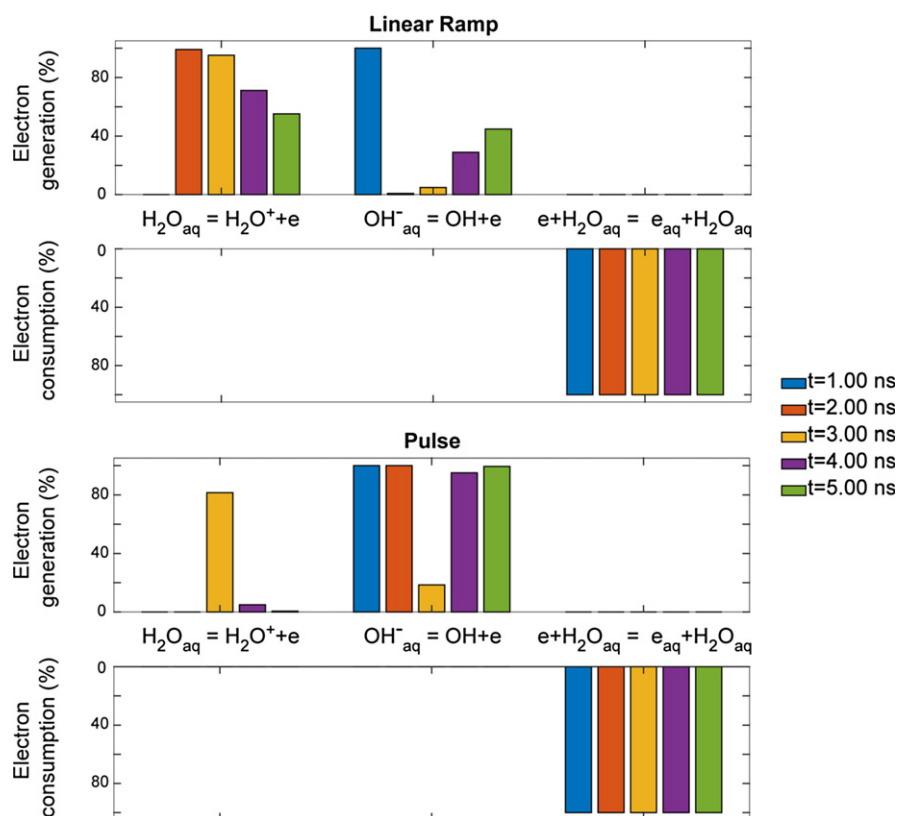 Linear Ramp
Electron
generation (%)
80
40
0
H₂Oaq = H₂O⁺+e OH⁻aq = OH+e e+H₂Oaq = eaq+H₂Oaq
Electron
consumption (%)
0
40
80
t=1.00 ns
t=2.00 ns
t=3.00 ns
t=4.00 ns
t=5.00 ns
Pulse
Electron
generation (%)
80
40
0
H₂Oaq = H₂O⁺+e OH⁻aq = OH+e e+H₂Oaq = eaq+H₂Oaq
Electron
consumption (%)
0
40
80